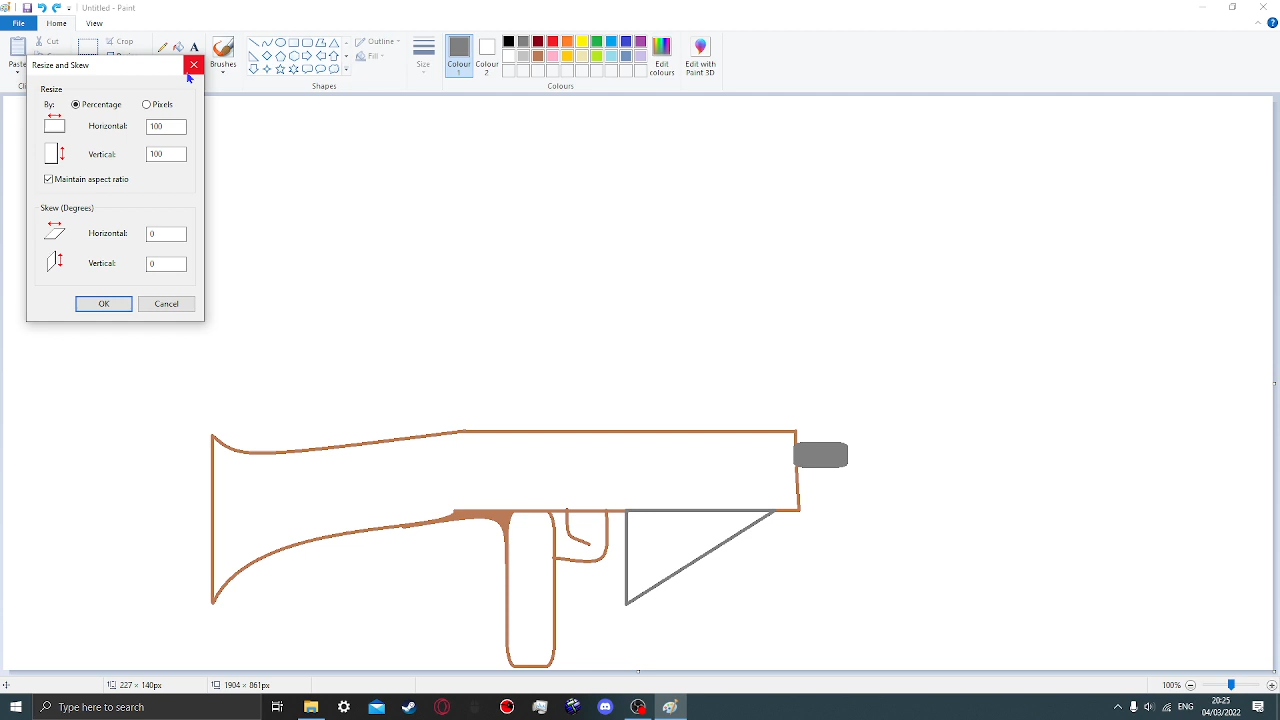 Untitled - Paint
File
Home
View
Paste
Cut
Crop
A
Brushes
Shapes
Outline
Fill
Size
Colour 1
Colour 2
Edit colours
Edit with Paint 3D
Colours
Resize and Skew
Resize
By:
Percentage
Pixels
Horizontal:
100
Vertical:
100
Maintain aspect ratio
Skew (Degrees)
Horizontal:
0
Vertical:
0
OK
Cancel
227 × 140px
1904 × 861px
100%
Type here to search
ENG
20:25
04/08/2022